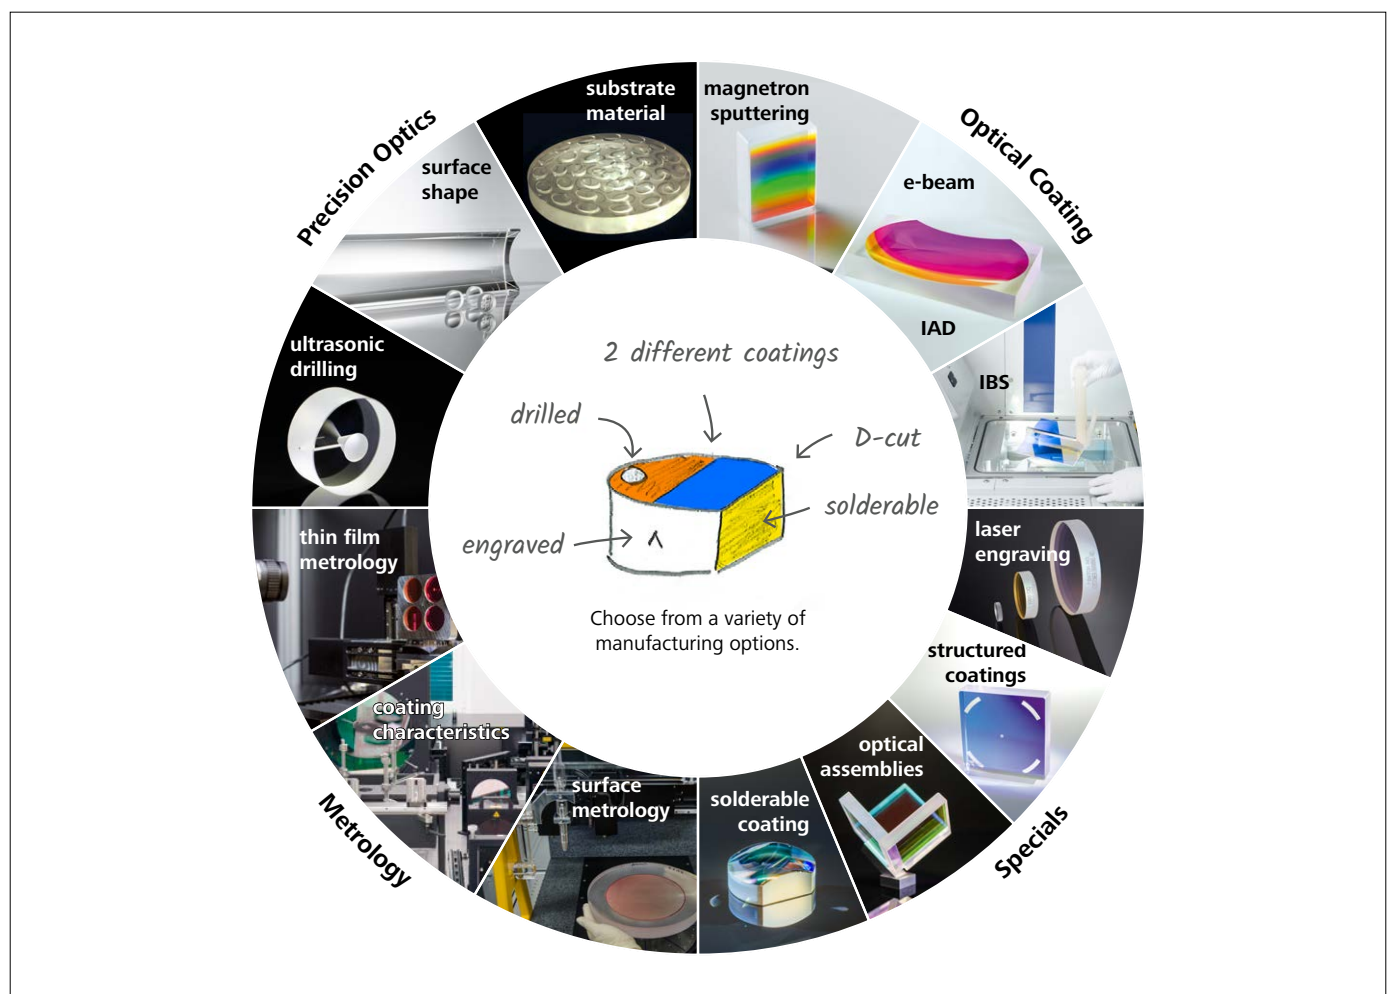 Precision Optics
substrate
material
surface
shape
ultrasonic
drilling
magnetron
sputtering
Optical Coating
e-beam
IAD
IBS
2 different coatings
drilled
D-cut
solderable
engraved
Choose from a variety of
manufacturing options.
thin film
metrology
coating
characteristics
surface
metrology
Metrology
laser
engraving
structured
coatings
optical
assemblies
solderable
coating
Specials